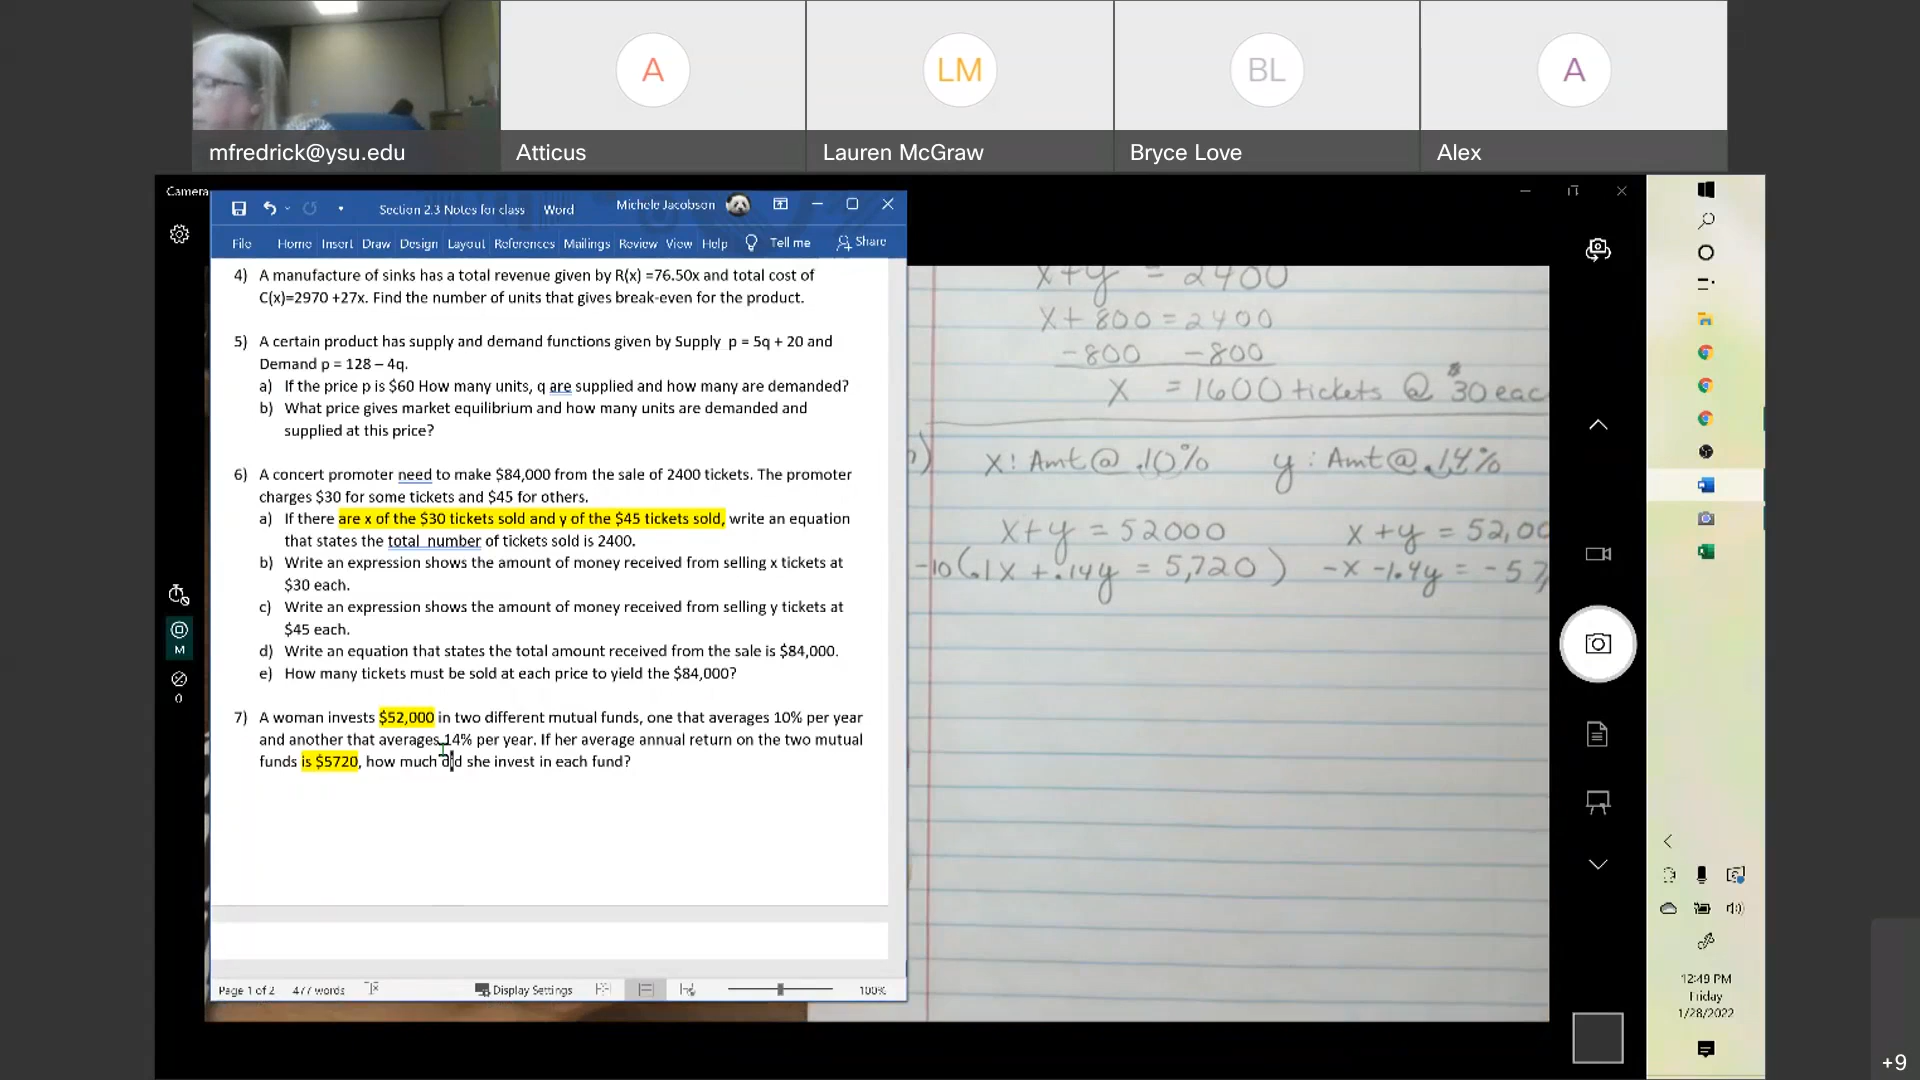 A
LM
BL
A
mfredrick@ysu.edu
Atticus
Lauren McGraw
Bryce Love
Alex
Camera
Section 2.3 Notes for class Word
Michele Jacobson
File Home Insert Draw Design Layout References Mailings Review View Help Tell me Share
4) A manufacture of sinks has a total revenue given by R(x) =76.50x and total cost of
C(x)=2970 +27x. Find the number of units that gives break-even for the product.
5) A certain product has supply and demand functions given by Supply p = 5q + 20 and
Demand p = 128 – 4q.
a) If the price p is $60 How many units, q are supplied and how many are demanded?
b) What price gives market equilibrium and how many units are demanded and
supplied at this price?
6) A concert promoter need to make $84,000 from the sale of 2400 tickets. The promoter
charges $30 for some tickets and $45 for others.
a) If there are x of the $30 tickets sold and y of the $45 tickets sold, write an equation
that states the total number of tickets sold is 2400.
b) Write an expression shows the amount of money received from selling x tickets at
$30 each.
c) Write an expression shows the amount of money received from selling y tickets at
$45 each.
d) Write an equation that states the total amount received from the sale is $84,000.
e) How many tickets must be sold at each price to yield the $84,000?
7) A woman invests $52,000 in two different mutual funds, one that averages 10% per year
and another that averages 14% per year. If her average annual return on the two mutual
funds is $5720, how much did she invest in each fund?
Page 1 of 2 477 words Display Settings 100%
x+y = 2400
x+800=2400
-800 -800
x = 1600 tickets @ $30 eac
) x: Amt@ .10% y: Amt@ .14%
x+y = 52000 x+y = 52,00
-10(.1x+.14y = 5,720) -x -1.4y = -57
M
0
12:49 PM
Friday
1/28/2022
+9